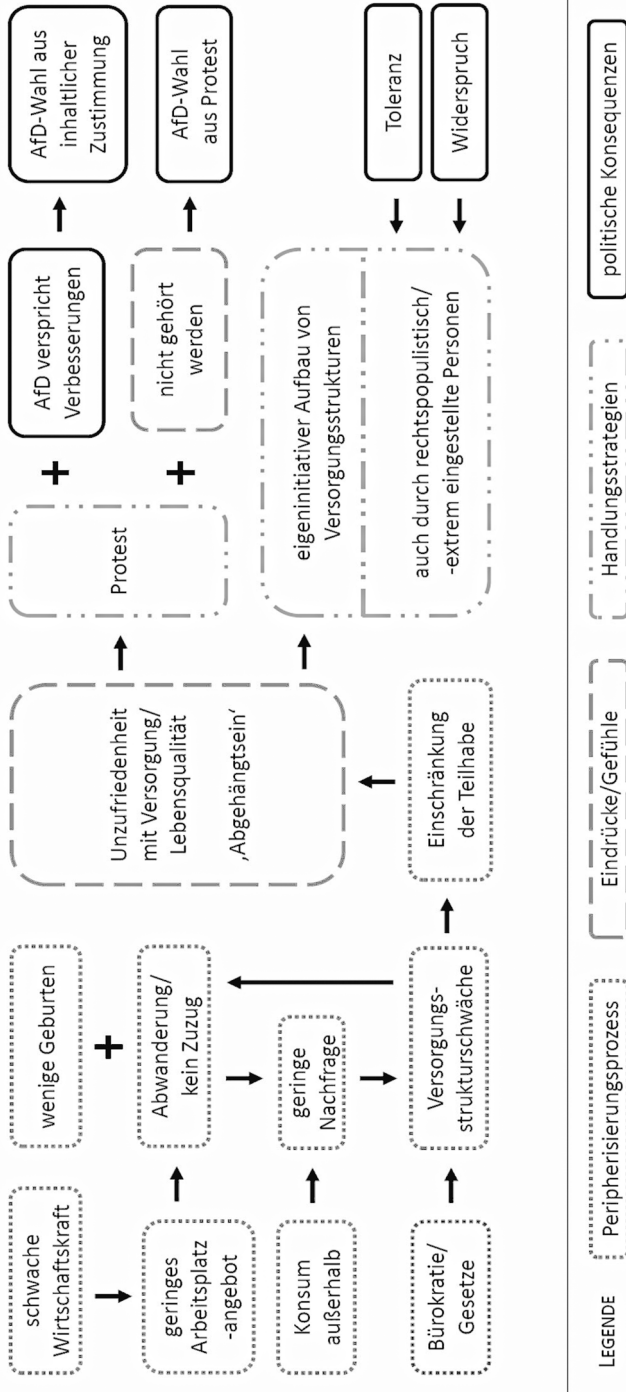 schwache
Wirtschaftskraft
wenige Geburten
geringes
Arbeitsplatz
-angebot
+
Abwanderung/
kein Zuzug
Konsum
außerhalb
geringe
Nachfrage
Bürokratie/
Gesetze
Versorgungs-
strukturschwäche
Einschränkung
der Teilhabe
Unzufriedenheit
mit Versorgung/
Lebensqualität
‚Abgehängtsein‘
Protest
+
AfD verspricht
Verbesserungen
AfD-Wahl aus
inhaltlicher
Zustimmung
+
nicht gehört
werden
AfD-Wahl
aus Protest
eigeninitiativer Aufbau von
Versorgungsstrukturen
auch durch rechtspopulistisch/
-extrem eingestellte Personen
Toleranz
Widerspruch
LEGENDE
Peripherisierungsprozess
Eindrücke/Gefühle
Handlungsstrategien
politische Konsequenzen